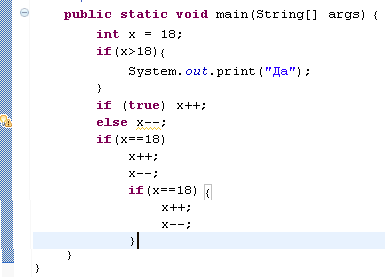 public static void main(String[] args) {
int x = 18;
if(x>18){
System.out.print("Да");
}
if (true) x++;
else x--;
if(x==18)
x++;
x--;
if(x==18) {
x++;
x--;
}
}
}